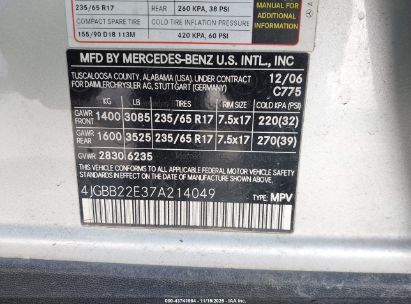 235/65 R17 REAR 260 KPA, 38 PSI
COMPACT SPARE TIRE COLD TIRE INFLATION PRESSURE
155/90 D18 113M 420 KPA, 60 PSI
MANUAL FOR
ADDITIONAL
INFORMATION
MFD BY MERCEDES-BENZ U.S. INTL., INC
TUSCALOOSA COUNTY, ALABAMA (USA). UNDER CONTRACT 12/06
FOR DAIMLERCHRYSLER AG, STUTTGART (GERMANY) C775
KG LB TIRES RIM SIZE COLD KPA(PSI)
GAWR FRONT 1400 3085 235/65 R17 7.5x17 220(32)
GAWR REAR 1600 3525 235/65 R17 7.5x17 270(39)
GVWR 2830 6235
THIS VEHICLE CONFORMS TO ALL APPLICABLE FEDERAL MOTOR VEHICLE
SAFETY STANDARDS IN EFFECT ON THE DATE OF MANUFACTURE SHOWN ABOVE.
4JGBB22E37A214049 TYPE: MPV